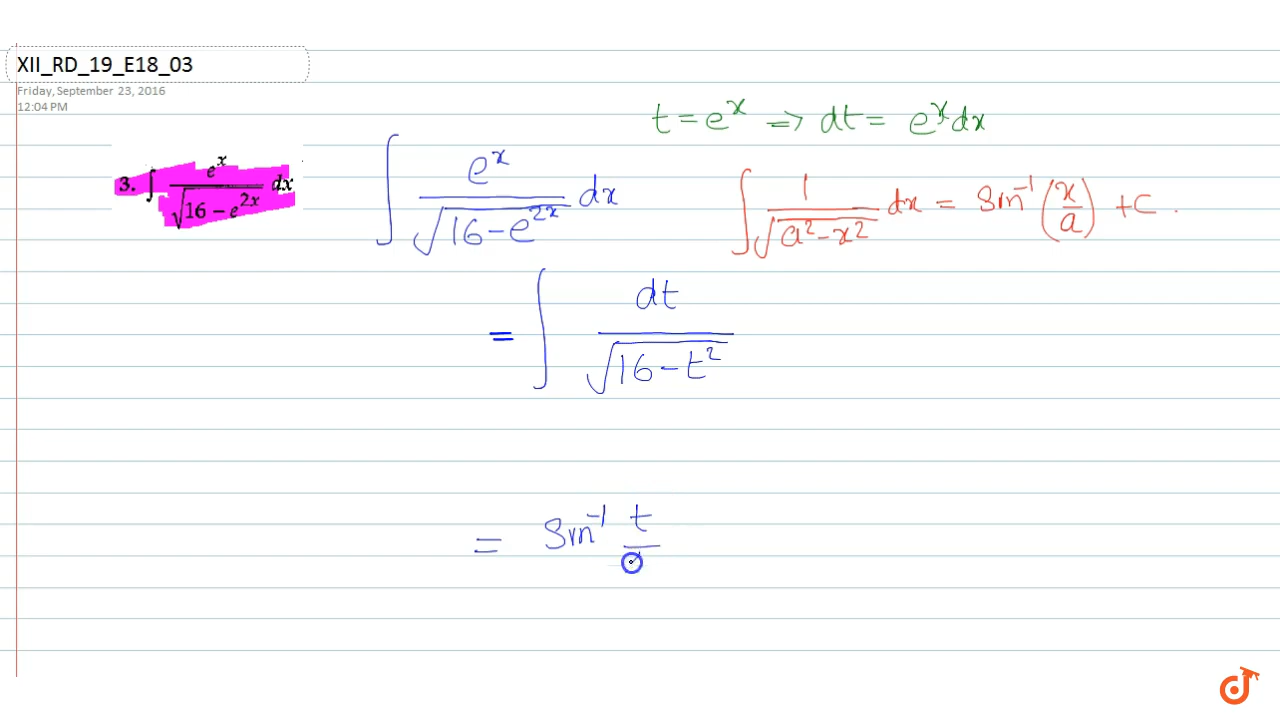 XII_RD_19_E18_03
Friday, September 23, 2016
12:04 PM
t = e^x ⇒ dt = e^x dx
3. ∫ e^x / √(16 − e^{2x}) dx
∫ e^x / √(16 − e^{2x}) dx
∫ 1 / √(a² − x²) dx = Sin⁻¹ (x/a) + C.
= ∫ dt / √(16 − t²)
= Sin⁻¹ t